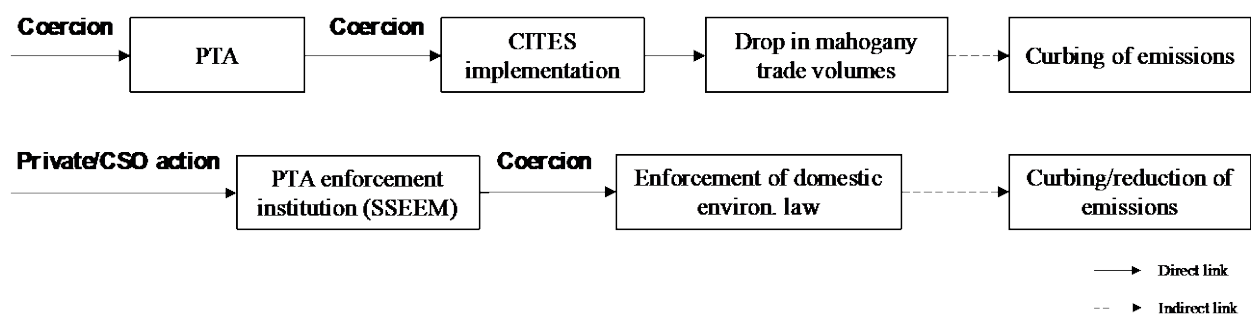 Coercion
PTA
Coercion
CITES
implementation
Drop in mahogany
trade volumes
Curbing of emissions
Private/CSO action
PTA enforcement
institution (SSEEM)
Coercion
Enforcement of domestic
environ. law
Curbing/reduction of
emissions
Direct link
Indirect link